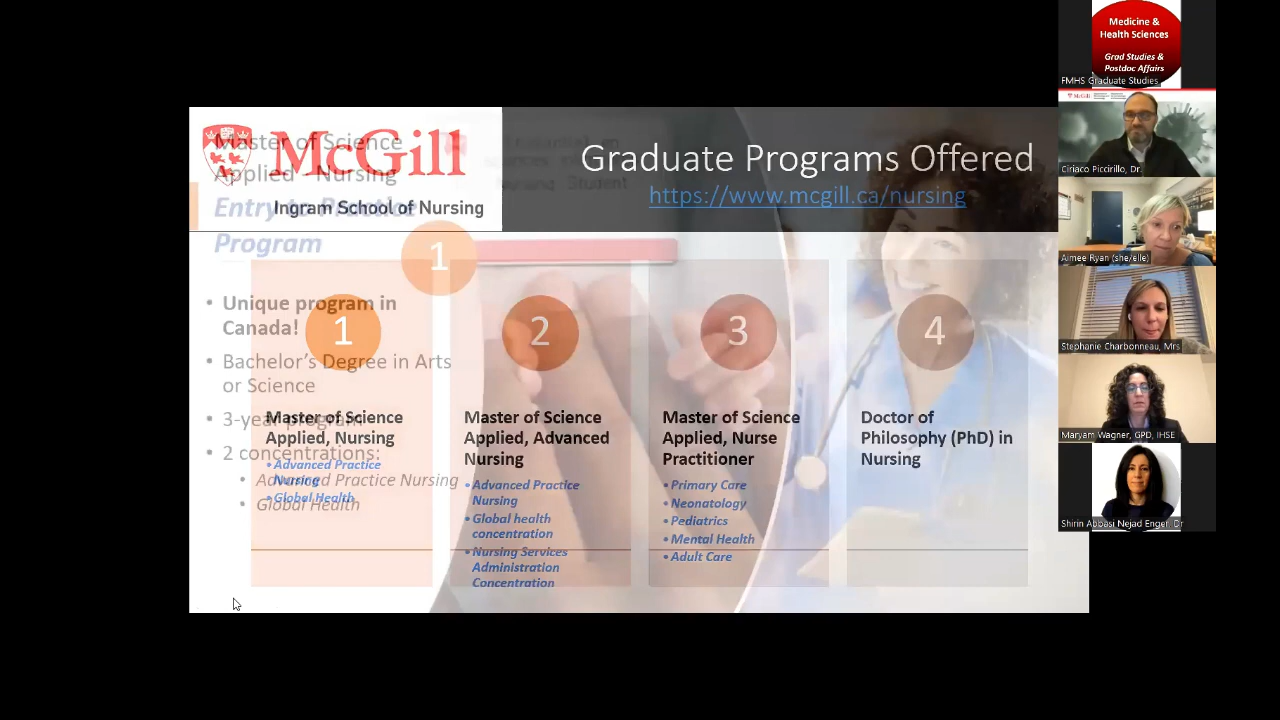 McGill
Ingram School of Nursing
Graduate Programs Offered
https://www.mcgill.ca/nursing
Master of Science
Applied - Nursing
Entry to Practice
Program
1
• Unique program in
Canada!
• Bachelor's Degree in Arts
or Science
• 3-year program
• 2 concentrations:
• Advanced Practice Nursing
• Global Health
1
Master of Science
Applied, Nursing
• Advanced Practice
Nursing
• Global Health
2
Master of Science
Applied, Advanced
Nursing
• Advanced Practice
Nursing
• Global health
concentration
• Nursing Services
Administration
Concentration
3
Master of Science
Applied, Nurse
Practitioner
• Primary Care
• Neonatology
• Pediatrics
• Mental Health
• Adult Care
4
Doctor of
Philosophy (PhD) in
Nursing
Medicine &
Health Sciences
Grad Studies &
Postdoc Affairs
FMHS Graduate Studies
McGill
Ciriaco Piccirillo, Dr.
Aimee Ryan (she/elle)
Stephanie Charbonneau, Mrs
Maryam Wagner, GPD, IHSE
Shirin Abbasi Nejad Enger, Dr